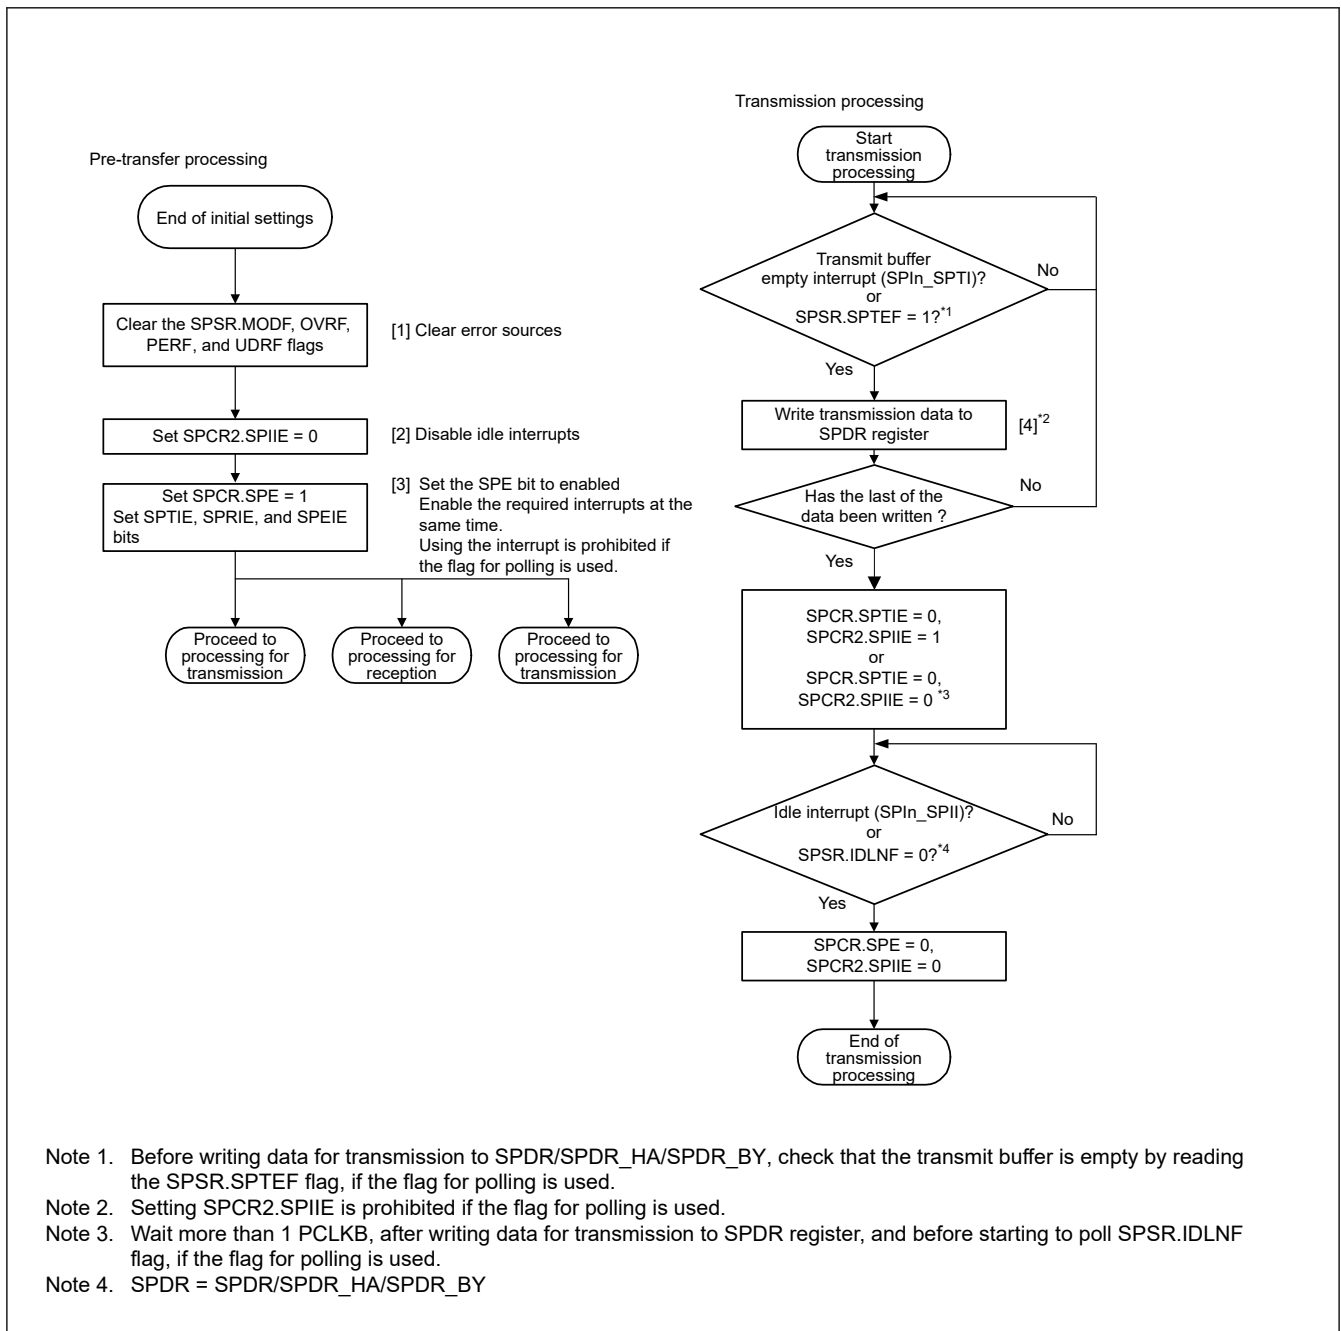 Pre-transfer processing
End of initial settings
Clear the SPSR.MODF, OVRF,
PERF, and UDRF flags
[1] Clear error sources
Set SPCR2.SPIIE = 0
[2] Disable idle interrupts
Set SPCR.SPE = 1
Set SPTIE, SPRIE, and SPEIE
bits
[3] Set the SPE bit to enabled
Enable the required interrupts at the
same time.
Using the interrupt is prohibited if
the flag for polling is used.
Proceed to
processing for
transmission
Proceed to
processing for
reception
Proceed to
processing for
transmission
Transmission processing
Start
transmission
processing
Transmit buffer
empty interrupt (SPIn_SPTI)?
or
SPSR.SPTEF = 1?*1
No
Yes
Write transmission data to
SPDR register
[4]*2
Has the last of the
data been written ?
No
Yes
SPCR.SPTIE = 0,
SPCR2.SPIIE = 1
or
SPCR.SPTIE = 0,
SPCR2.SPIIE = 0 *3
Idle interrupt (SPIn_SPII)?
or
SPSR.IDLNF = 0?*4
No
Yes
SPCR.SPE = 0,
SPCR2.SPIIE = 0
End of
transmission
processing
Note 1. Before writing data for transmission to SPDR/SPDR_HA/SPDR_BY, check that the transmit buffer is empty by reading
the SPSR.SPTEF flag, if the flag for polling is used.
Note 2. Setting SPCR2.SPIIE is prohibited if the flag for polling is used.
Note 3. Wait more than 1 PCLKB, after writing data for transmission to SPDR register, and before starting to poll SPSR.IDLNF
flag, if the flag for polling is used.
Note 4. SPDR = SPDR/SPDR_HA/SPDR_BY